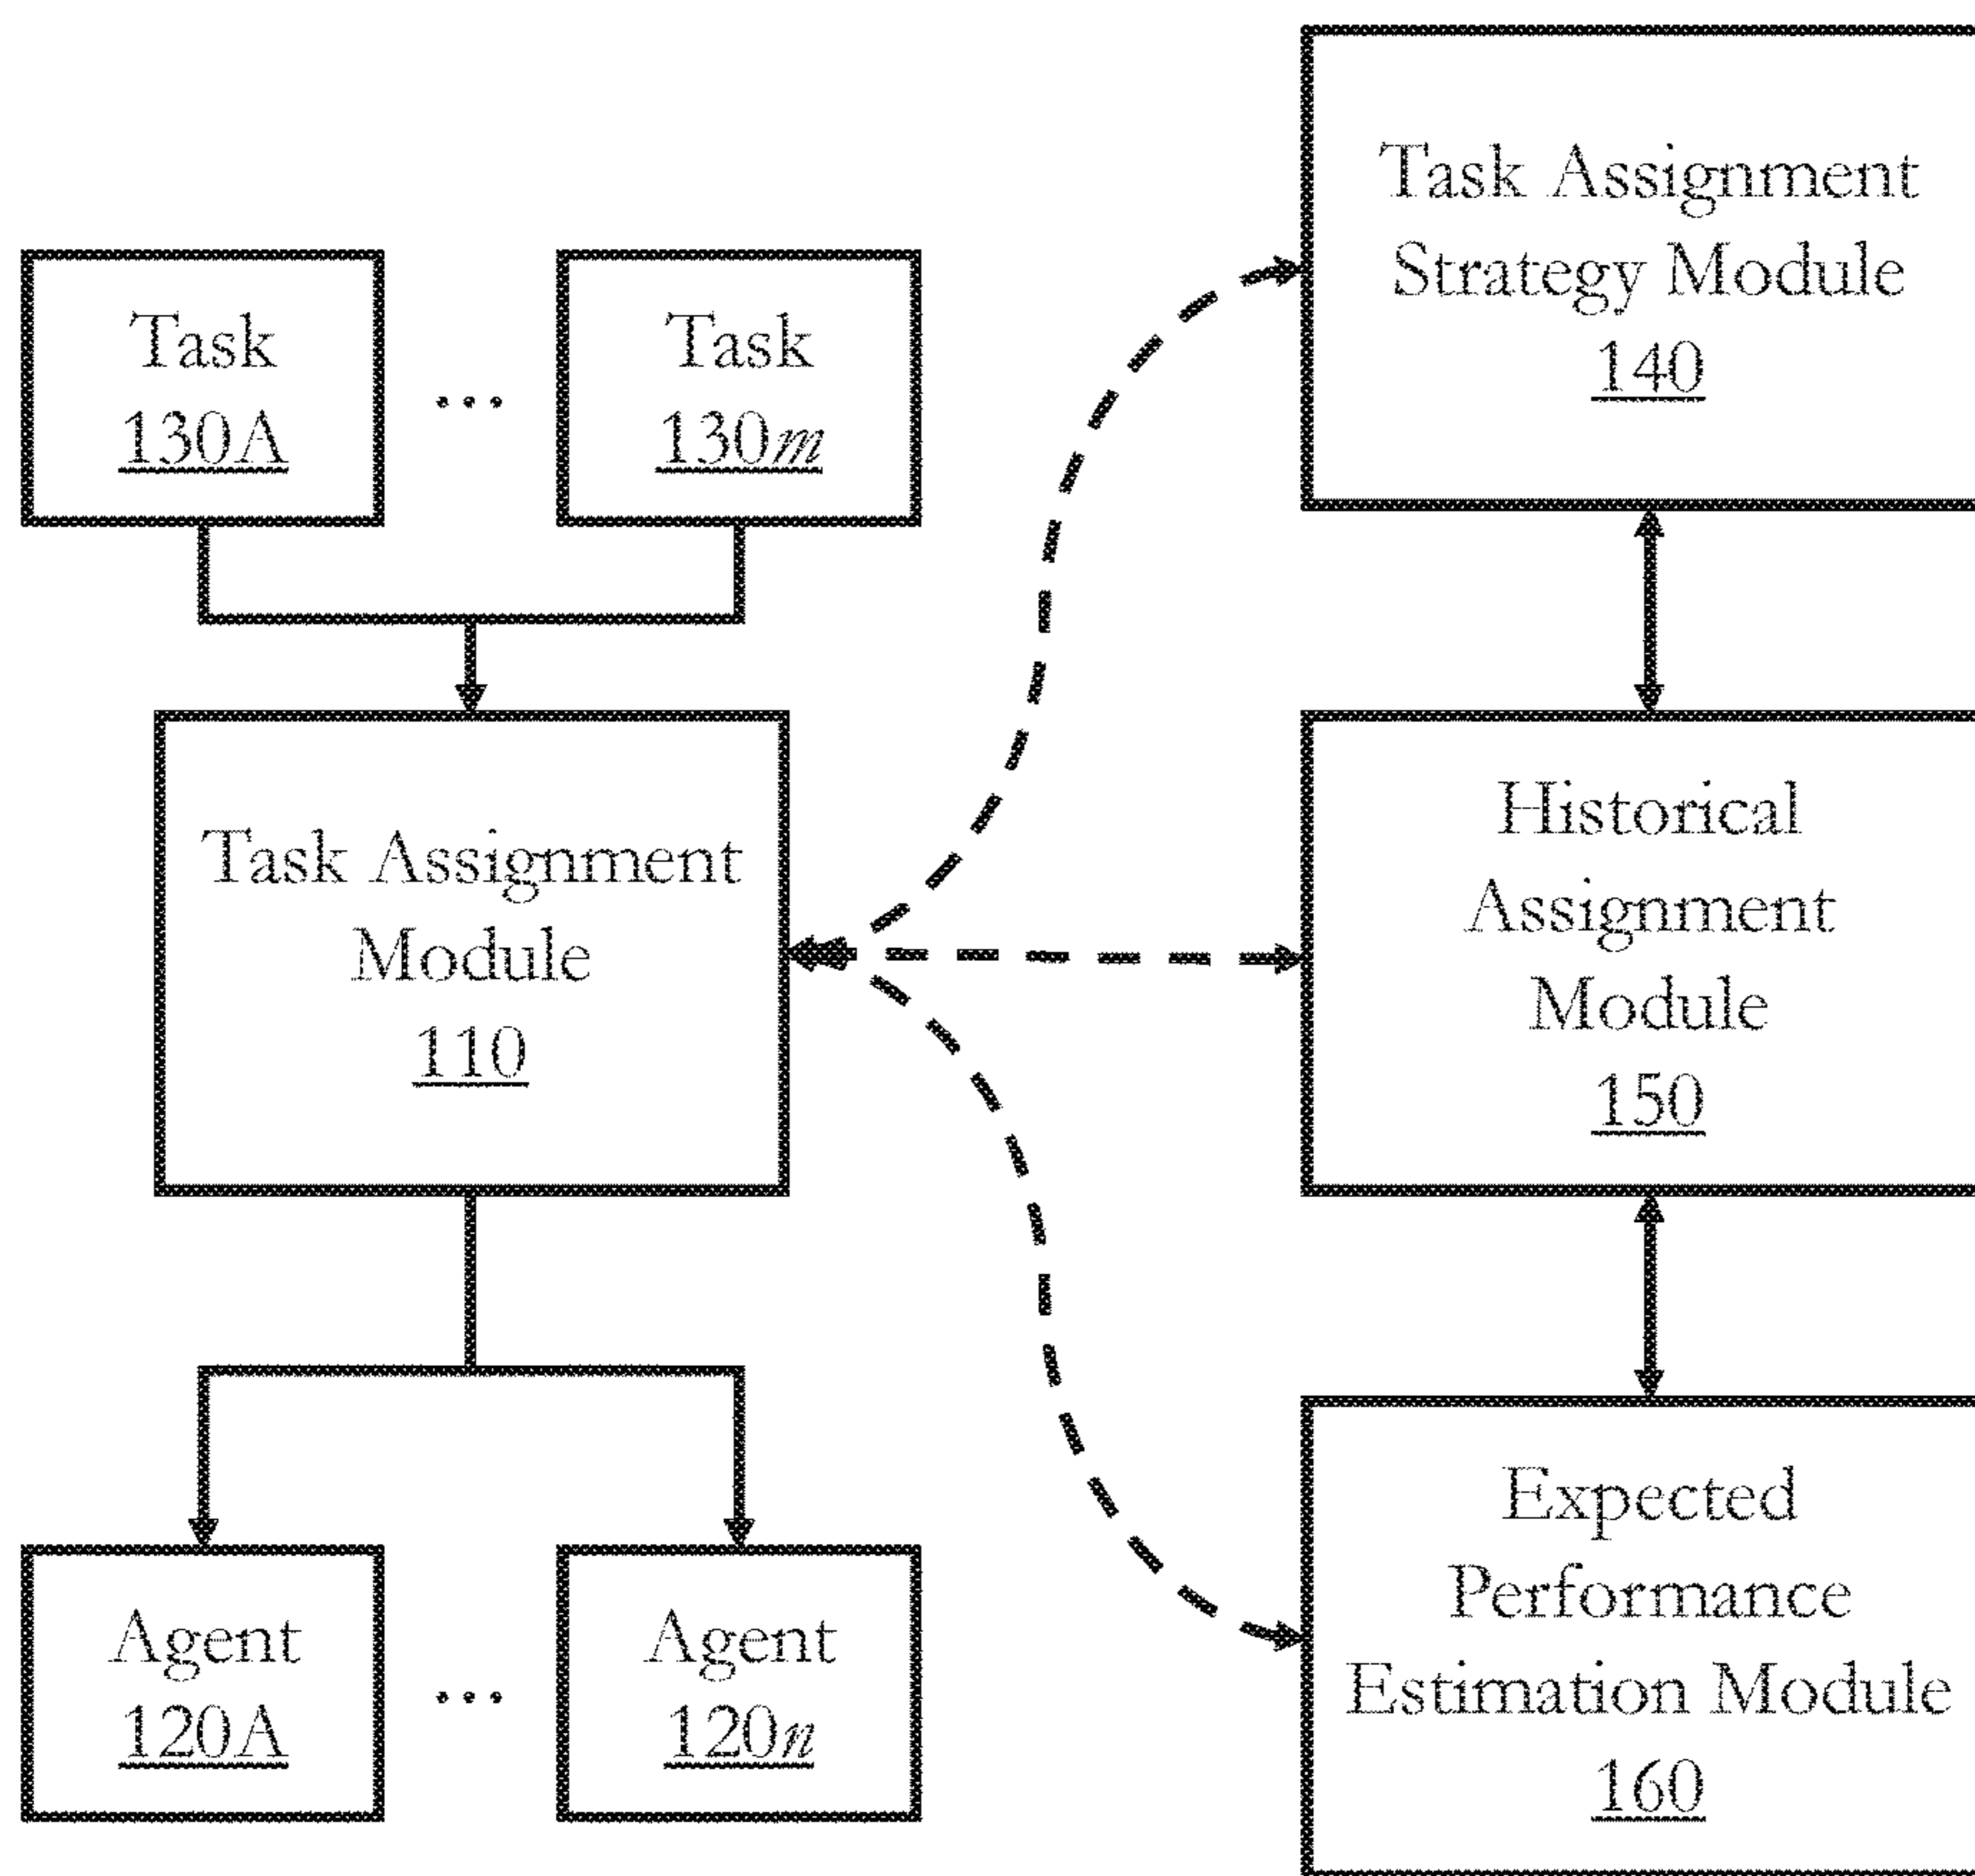 Task Assignment
Strategy Module
140
Task
130A
...
Task
130m
Task Assignment
Module
110
Historical
Assignment
Module
150
Agent
120A
...
Agent
120n
Expected
Performance
Estimation Module
160